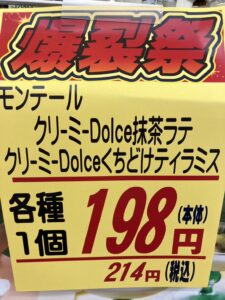 爆裂祭
モンテール
クリーミーDolce抹茶ラテ
クリーミーDolceくちどけティラミス
各種
1個
198円(本体)
214円(税込)